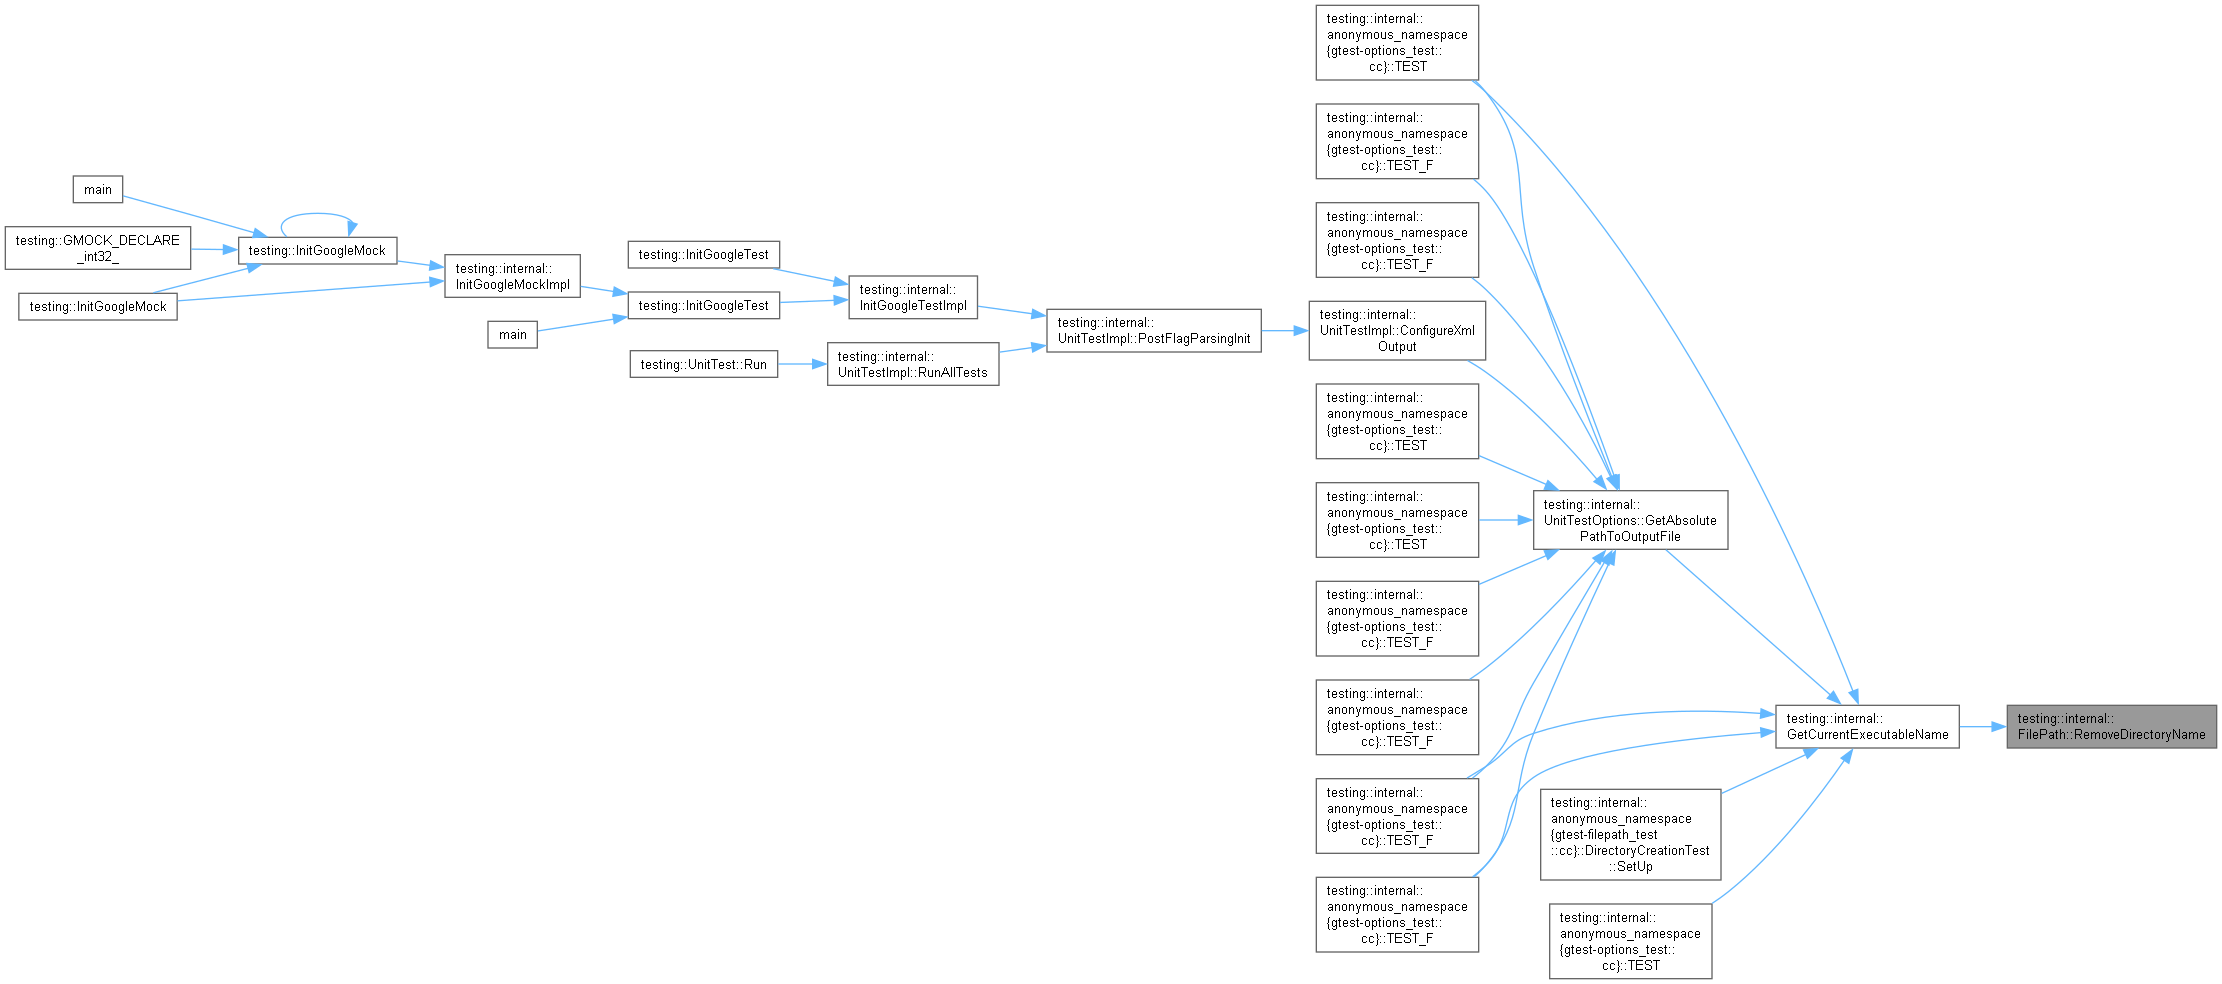 main
testing::GMOCK_DECLARE
_int32_
testing::InitGoogleMock
testing::InitGoogleMock
testing::internal::
InitGoogleMockImpl
main
testing::InitGoogleTest
testing::InitGoogleTest
testing::UnitTest::Run
testing::internal::
InitGoogleTestImpl
testing::internal::
UnitTestImpl::RunAllTests
testing::internal::
UnitTestImpl::PostFlagParsingInit
testing::internal::
anonymous_namespace
{gtest-options_test::
cc}::TEST
testing::internal::
anonymous_namespace
{gtest-options_test::
cc}::TEST_F
testing::internal::
anonymous_namespace
{gtest-options_test::
cc}::TEST_F
testing::internal::
UnitTestImpl::ConfigureXml
Output
testing::internal::
anonymous_namespace
{gtest-options_test::
cc}::TEST
testing::internal::
anonymous_namespace
{gtest-options_test::
cc}::TEST
testing::internal::
anonymous_namespace
{gtest-options_test::
cc}::TEST_F
testing::internal::
anonymous_namespace
{gtest-options_test::
cc}::TEST_F
testing::internal::
anonymous_namespace
{gtest-options_test::
cc}::TEST_F
testing::internal::
anonymous_namespace
{gtest-options_test::
cc}::TEST_F
testing::internal::
UnitTestOptions::GetAbsolute
PathToOutputFile
testing::internal::
anonymous_namespace
{gtest-filepath_test
::cc}::DirectoryCreationTest
::SetUp
testing::internal::
anonymous_namespace
{gtest-options_test::
cc}::TEST
testing::internal::
GetCurrentExecutableName
testing::internal::
FilePath::RemoveDirectoryName